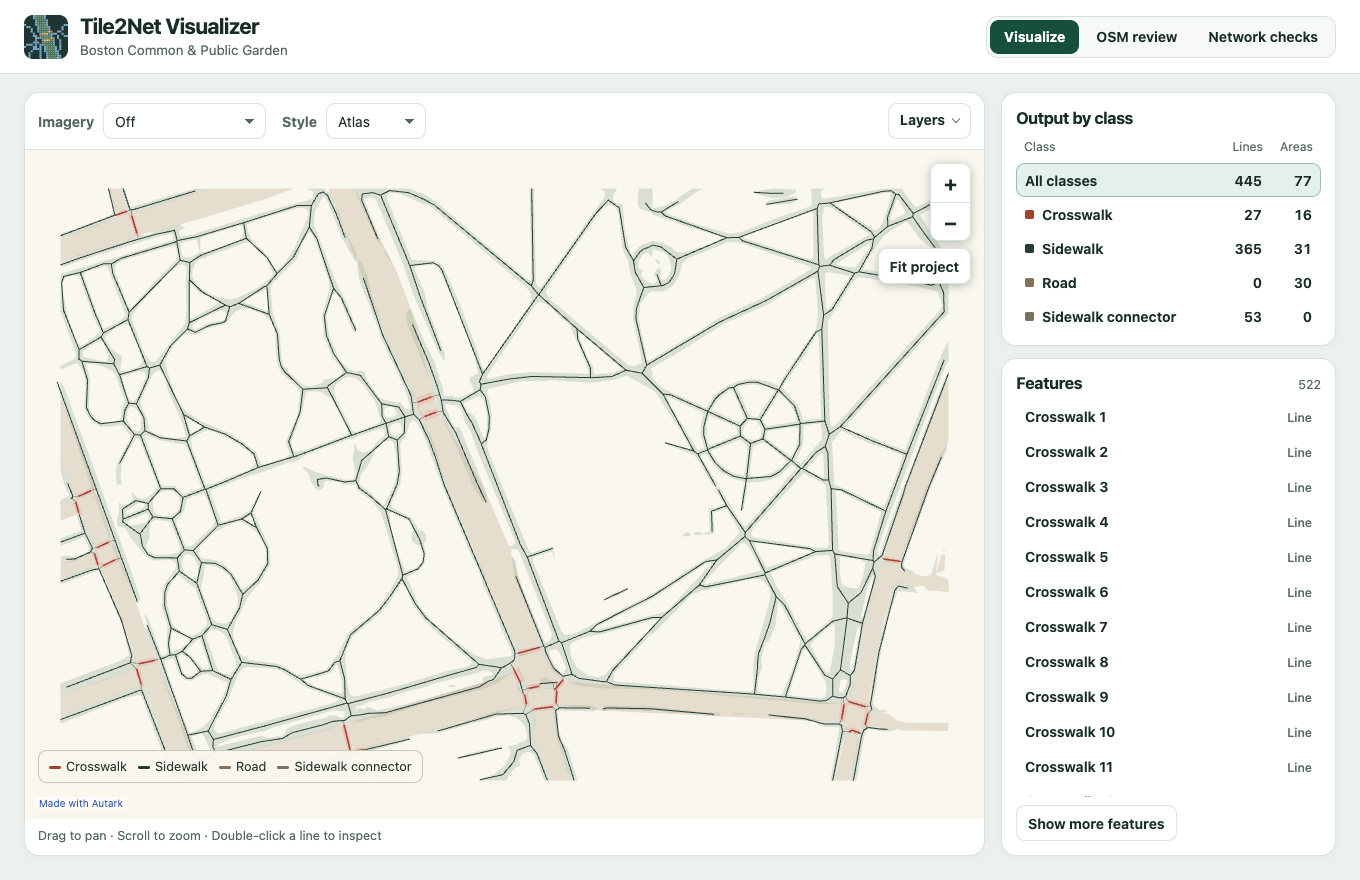 Tile2Net Visualizer
Boston Common & Public Garden
Visualize
OSM review
Network checks
Imagery
Off
Style
Atlas
Layers
+
−
Fit project
Crosswalk
Sidewalk
Road
Sidewalk connector
Made with Autark
Drag to pan · Scroll to zoom · Double-click a line to inspect
Output by class
Class Lines Areas
All classes 445 77
Crosswalk 27 16
Sidewalk 365 31
Road 0 30
Sidewalk connector 53 0
Features 522
Crosswalk 1 Line
Crosswalk 2 Line
Crosswalk 3 Line
Crosswalk 4 Line
Crosswalk 5 Line
Crosswalk 6 Line
Crosswalk 7 Line
Crosswalk 8 Line
Crosswalk 9 Line
Crosswalk 10 Line
Crosswalk 11 Line
Show more features